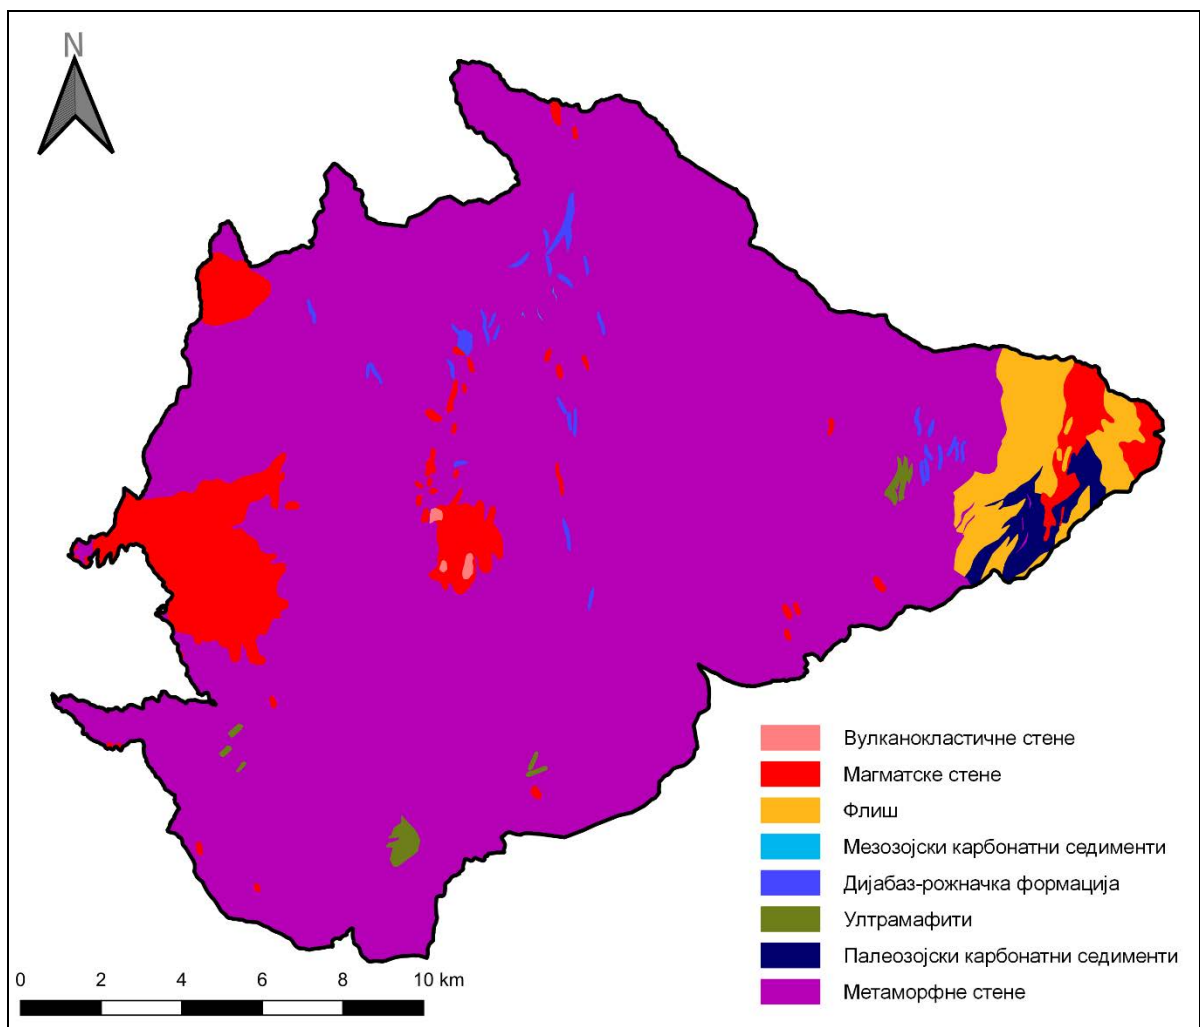 N
Вулканокластичне стене
Магматске стене
Флиш
Мезозојски карбонатни седименти
Дијабаз-рожначка формација
Ултрамафити
Палеозојски карбонатни седименти
Метаморфне стене
0 2 4 6 8 10 km